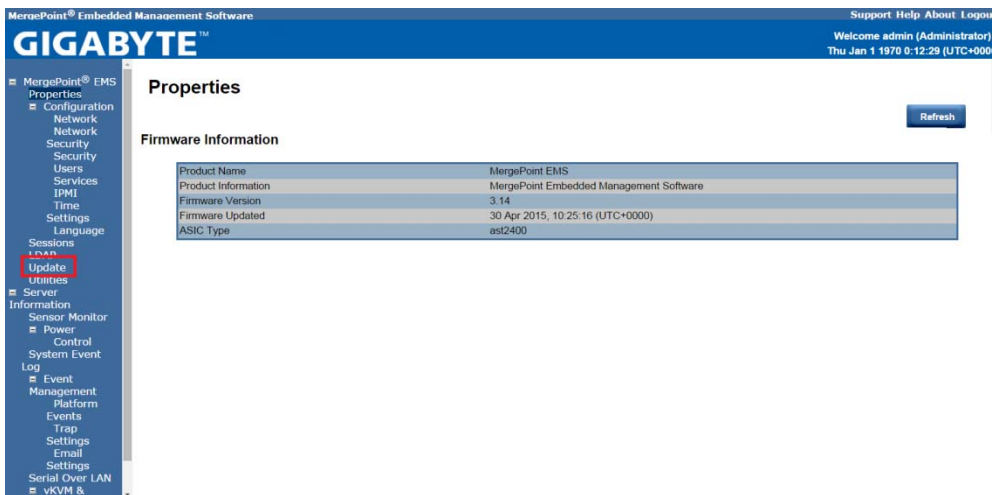 MergePoint® Embedded Management Software
Support Help About Logou
GIGABYTE™
Welcome admin (Administrator)
Thu Jan 1 1970 0:12:29 (UTC+000
MergePoint® EMS
Properties
Configuration
Network
Network
Security
Security
Users
Services
IPMI
Time
Settings
Language
Sessions
LDAP
Update
Utilities
Server
Information
Sensor Monitor
Power
Control
System Event
Log
Event
Management
Platform
Events
Trap
Settings
Email
Settings
Serial Over LAN
vKVM &
Properties
Refresh
Firmware Information
Product Name MergePoint EMS
Product Information MergePoint Embedded Management Software
Firmware Version 3.14
Firmware Updated 30 Apr 2015, 10:25:16 (UTC+0000)
ASIC Type ast2400